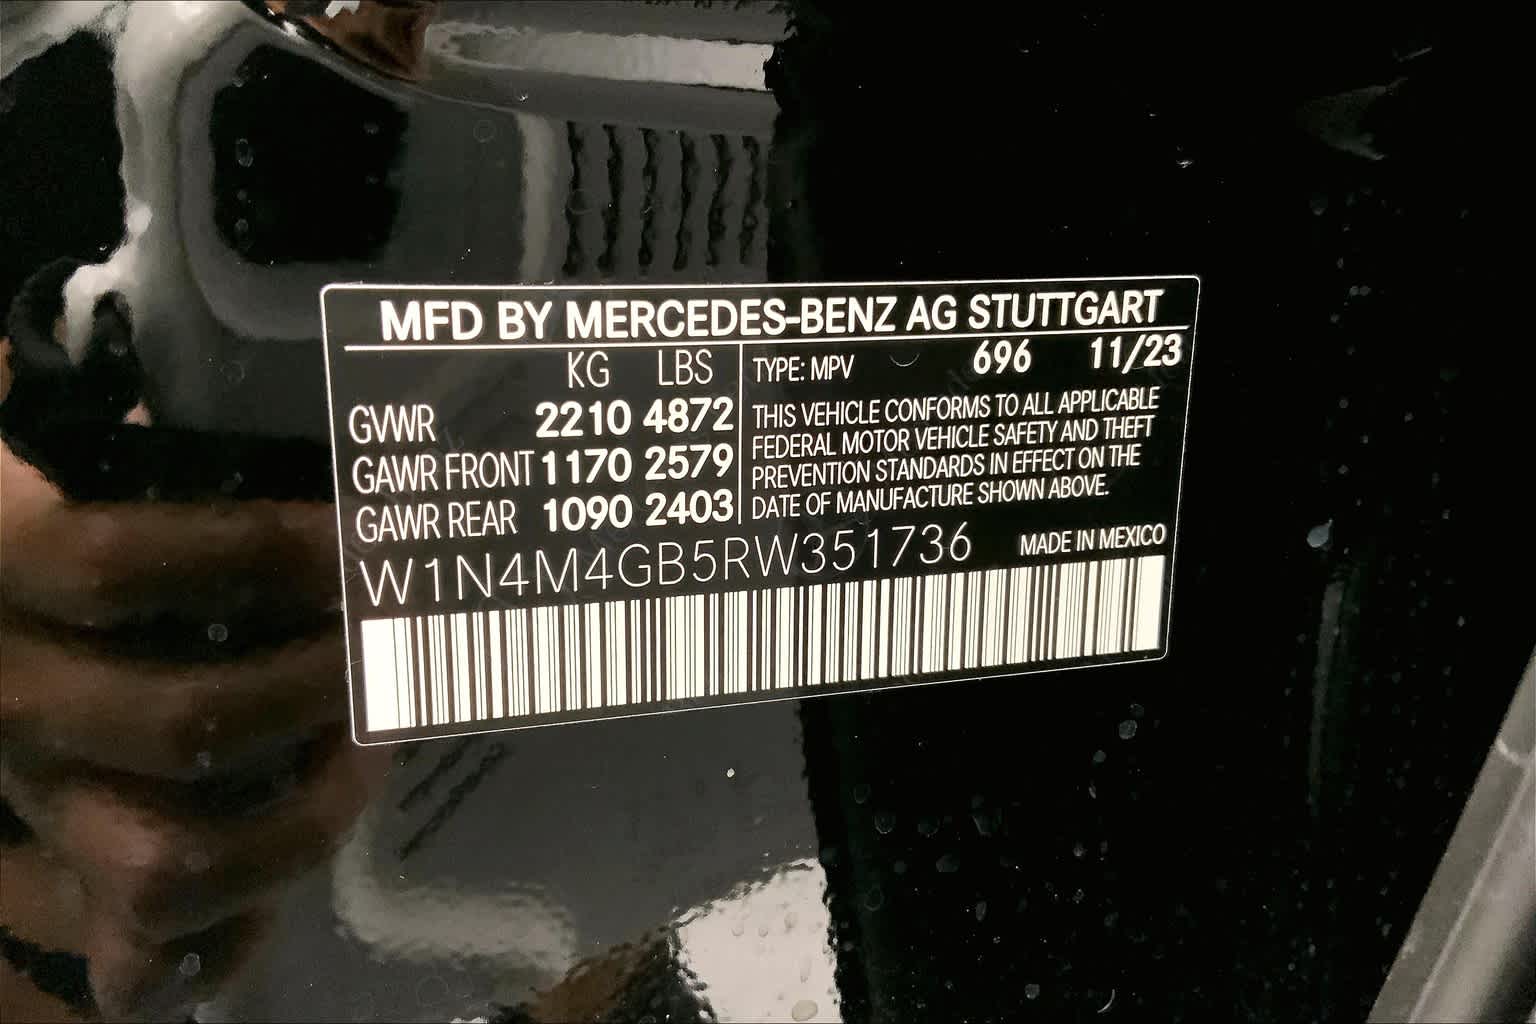 MFD BY MERCEDES-BENZ AG STUTTGART
KG LBS
GVWR 2210 4872
GAWR FRONT 1170 2579
GAWR REAR 1090 2403
TYPE: MPV 696 11/23
THIS VEHICLE CONFORMS TO ALL APPLICABLE
FEDERAL MOTOR VEHICLE SAFETY AND THEFT
PREVENTION STANDARDS IN EFFECT ON THE
DATE OF MANUFACTURE SHOWN ABOVE.
W1N4M4GB5RW351736 MADE IN MEXICO